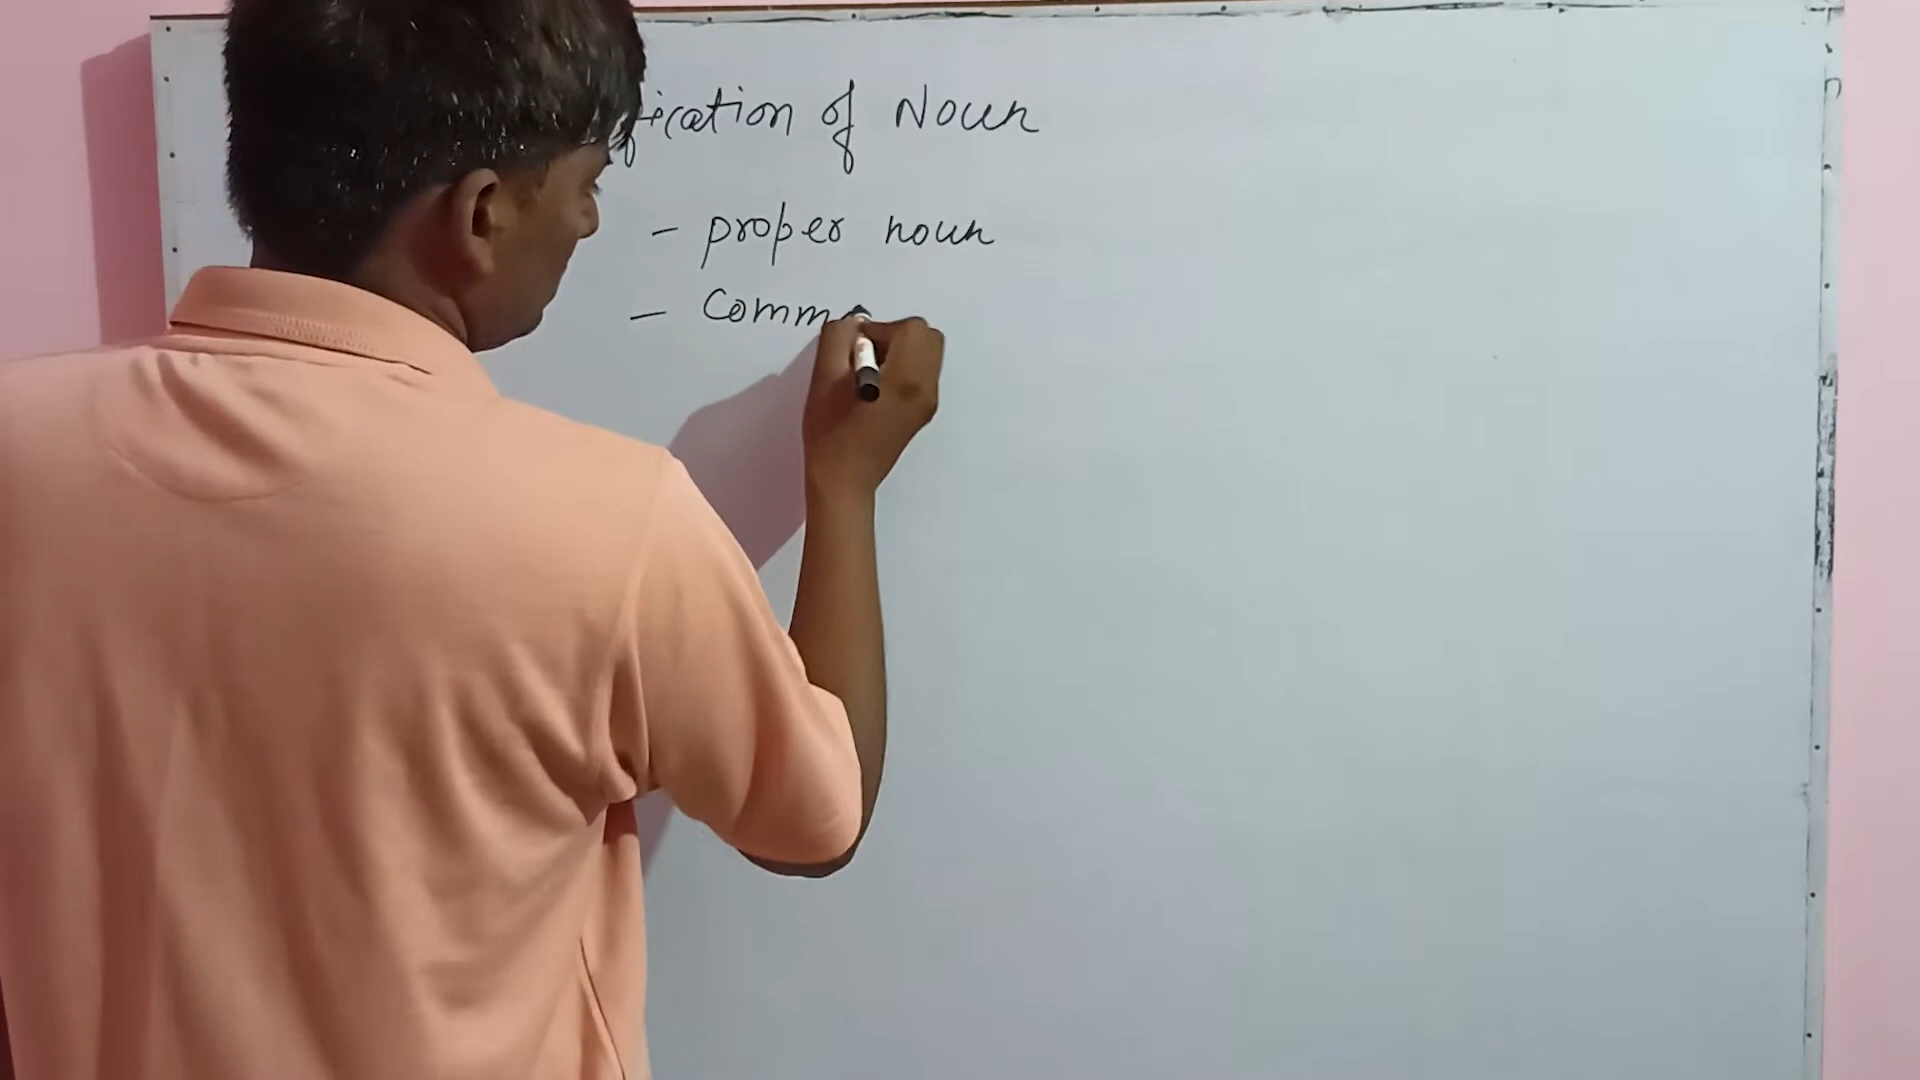 fication of Noun
- proper noun
- Comm